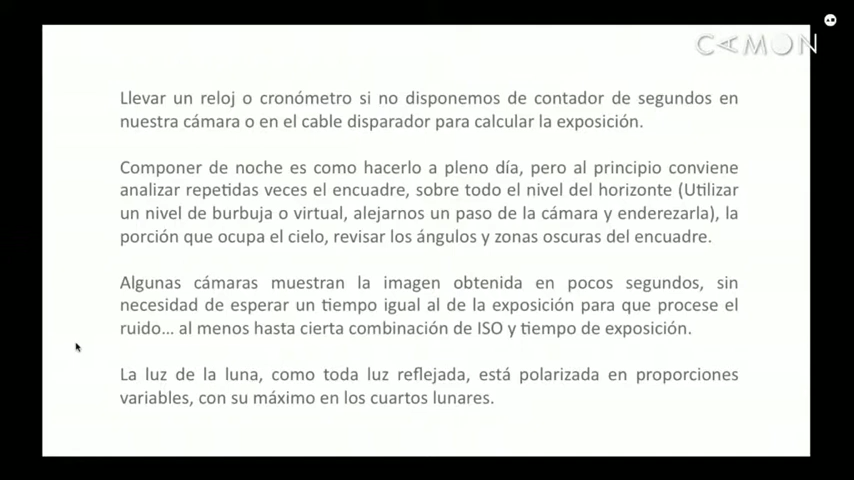 CAMON
Llevar un reloj o cronómetro si no disponemos de contador de segundos en
nuestra cámara o en el cable disparador para calcular la exposición.
Componer de noche es como hacerlo a pleno día, pero al principio conviene
analizar repetidas veces el encuadre, sobre todo el nivel del horizonte (Utilizar
un nivel de burbuja o virtual, alejarnos un paso de la cámara y enderezarla), la
porción que ocupa el cielo, revisar los ángulos y zonas oscuras del encuadre.
Algunas cámaras muestran la imagen obtenida en pocos segundos, sin
necesidad de esperar un tiempo igual al de la exposición para que procese el
ruido... al menos hasta cierta combinación de ISO y tiempo de exposición.
La luz de la luna, como toda luz reflejada, está polarizada en proporciones
variables, con su máximo en los cuartos lunares.